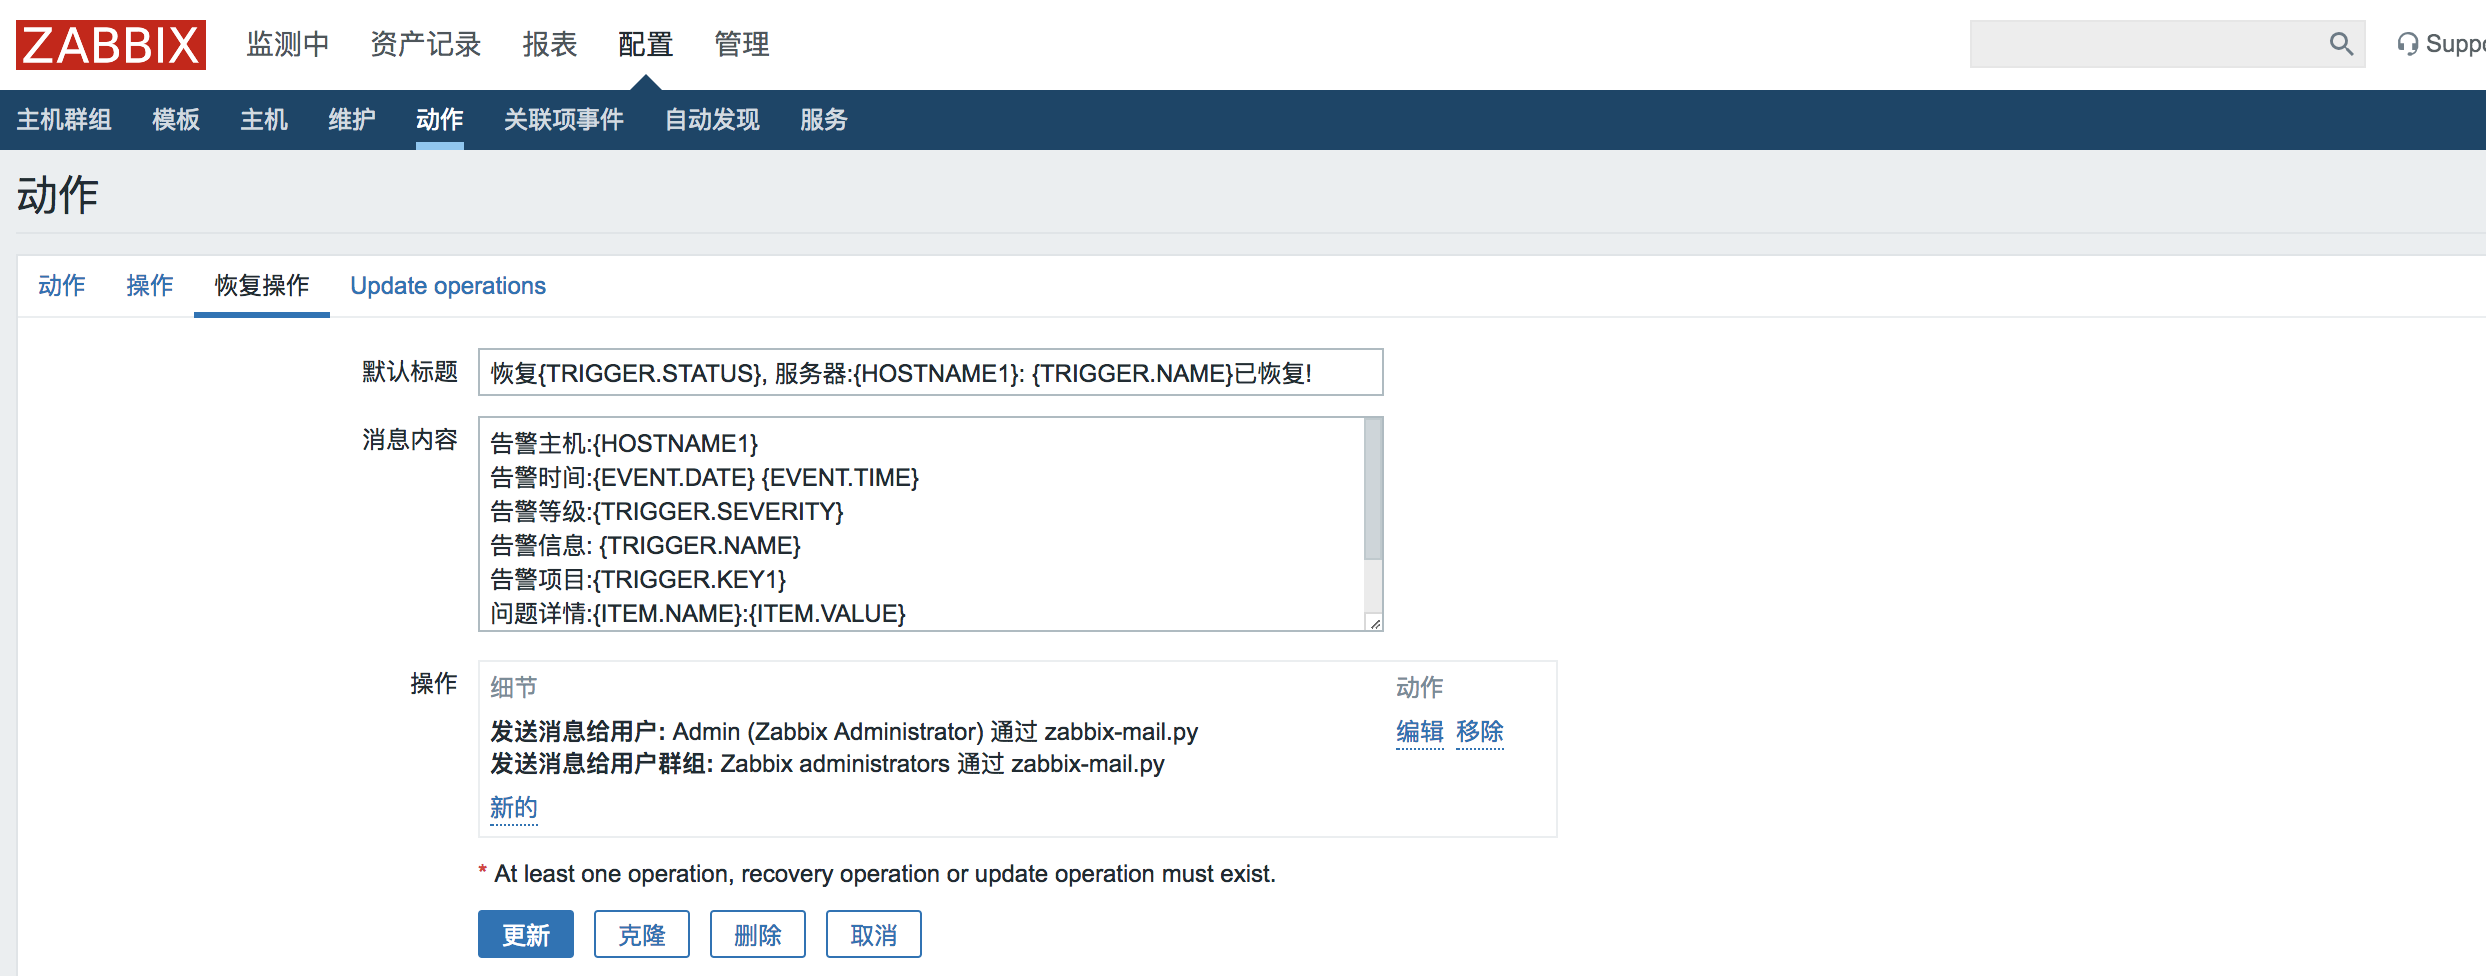 ZABBIX 监测中 资产记录 报表 配置 管理
主机群组 模板 主机 维护 动作 关联项事件 自动发现 服务
动作
动作 操作 恢复操作 Update operations
默认标题 恢复{TRIGGER.STATUS}, 服务器:{HOSTNAME1}: {TRIGGER.NAME}已恢复!
消息内容 告警主机:{HOSTNAME1}
告警时间:{EVENT.DATE} {EVENT.TIME}
告警等级:{TRIGGER.SEVERITY}
告警信息: {TRIGGER.NAME}
告警项目:{TRIGGER.KEY1}
问题详情:{ITEM.NAME}:{ITEM.VALUE}
操作 细节 动作
发送消息给用户: Admin (Zabbix Administrator) 通过 zabbix-mail.py 编辑 移除
发送消息给用户群组: Zabbix administrators 通过 zabbix-mail.py
新的
* At least one operation, recovery operation or update operation must exist.
更新 克隆 删除 取消